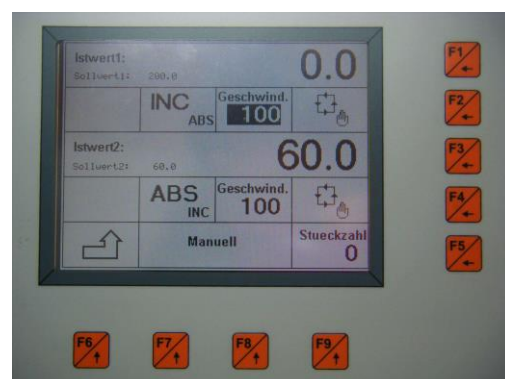 Istwert1: 0.0
Sollwert1: 200.0
INC ABS Geschwind. 100
Istwert2: 60.0
Sollwert2: 60.0
ABS INC Geschwind. 100
Manuell Stueckzahl 0
F1
F2
F3
F4
F5
F6 F7 F8 F9